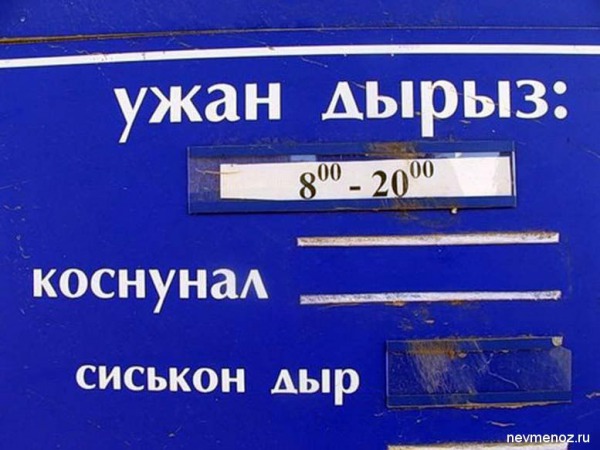 ужан дырыз:
8⁰⁰ - 20⁰⁰
коснунал
сиськон дыр
nevmenoz.ru